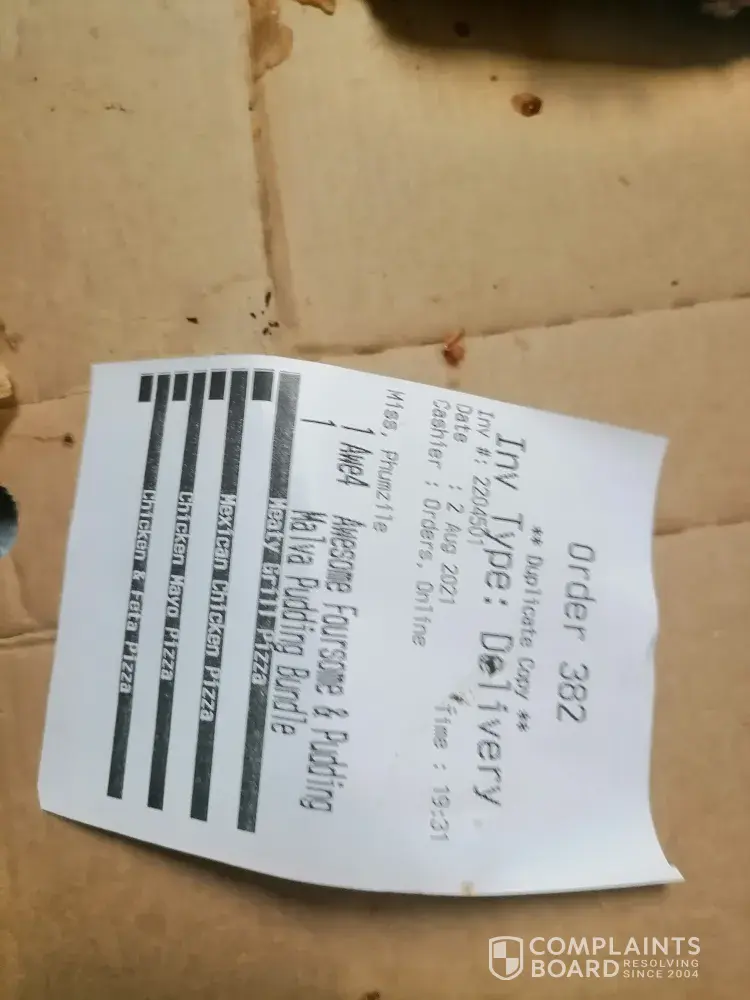 Order 382
** Duplicate Copy **
Inv Type: Delivery
Inv #: 2204501
Date : 2 Aug 2021 Time : 19:31
Cashier : Orders, Online
Miss, Phumzile
1 Awe4 Awesome Foursome & Pudding
1 Malva Pudding Bundle
Meaty Grill Pizza
Mexican Chicken Pizza
Chicken Mayo Pizza
Chicken & Feta Pizza
COMPLAINTS
BOARD RESOLVING
SINCE 2004